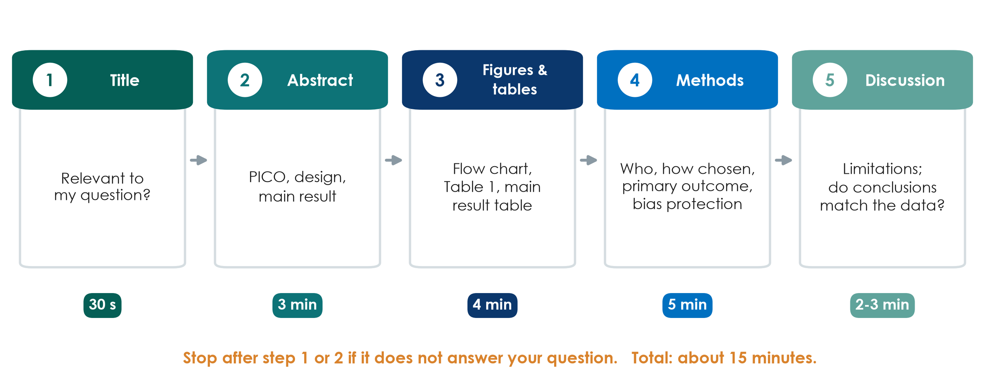 1 Title
Relevant to
my question?
30 s
2 Abstract
PICO, design,
main result
3 min
3 Figures &
tables
Flow chart,
Table 1, main
result table
4 min
4 Methods
Who, how chosen,
primary outcome,
bias protection
5 min
5 Discussion
Limitations;
do conclusions
match the data?
2-3 min
Stop after step 1 or 2 if it does not answer your question. Total: about 15 minutes.